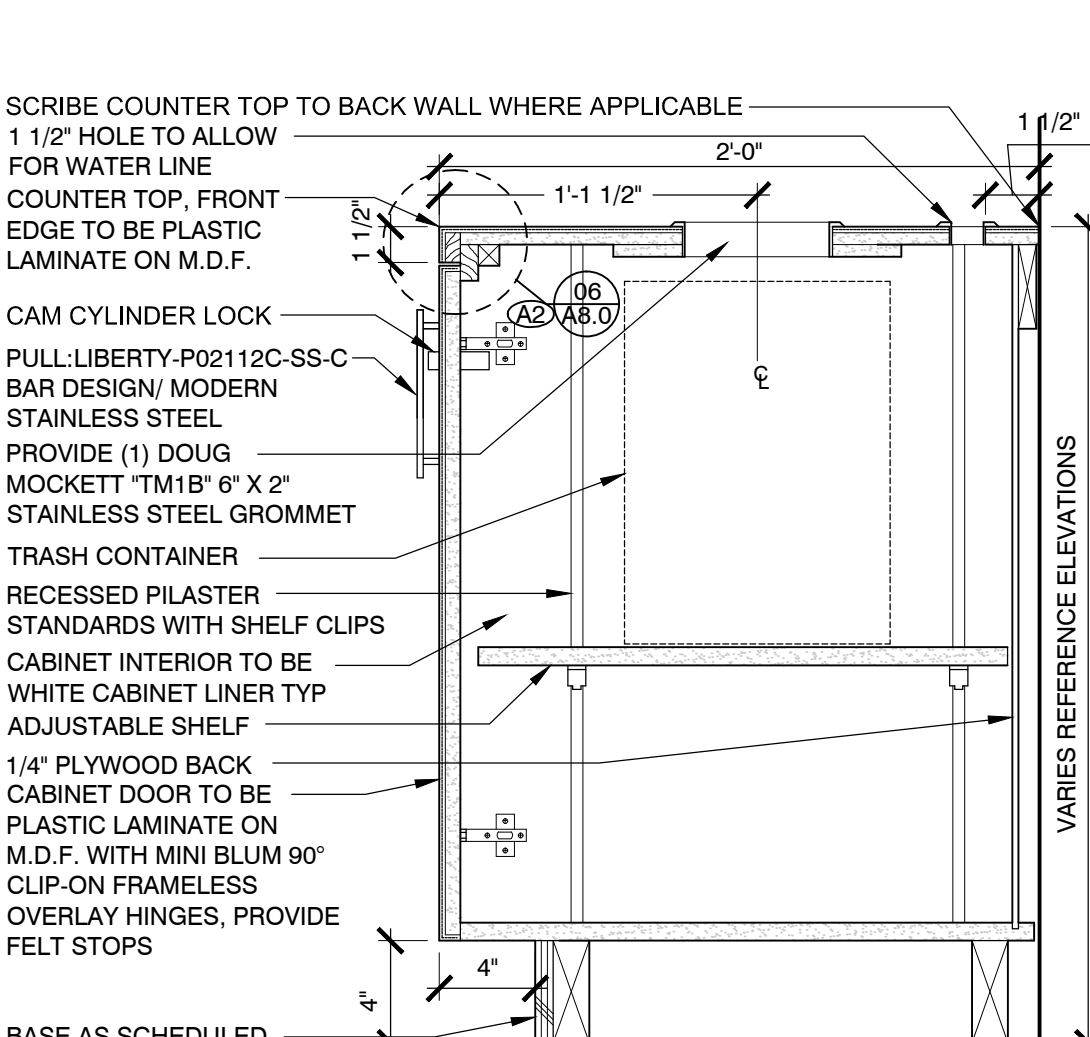 SCRIBE COUNTER TOP TO BACK WALL WHERE APPLICABLE
1 1/2" HOLE TO ALLOW
FOR WATER LINE
COUNTER TOP, FRONT
EDGE TO BE PLASTIC
LAMINATE ON M.D.F.
CAM CYLINDER LOCK
PULL:LIBERTY-P02112C-SS-C
BAR DESIGN/ MODERN
STAINLESS STEEL
PROVIDE (1) DOUG
MOCKETT "TM1B" 6" X 2"
STAINLESS STEEL GROMMET
TRASH CONTAINER
RECESSED PILASTER
STANDARDS WITH SHELF CLIPS
CABINET INTERIOR TO BE
WHITE CABINET LINER TYP
ADJUSTABLE SHELF
1/4" PLYWOOD BACK
CABINET DOOR TO BE
PLASTIC LAMINATE ON
M.D.F. WITH MINI BLUM 90°
CLIP-ON FRAMELESS
OVERLAY HINGES, PROVIDE
FELT STOPS
BASE AS SCHEDULED
1 1/2"
2'-0"
1'-1 1/2"
1 1/2"
06
A2
A8.0
℄
VARIES REFERENCE ELEVATIONS
4"
4"